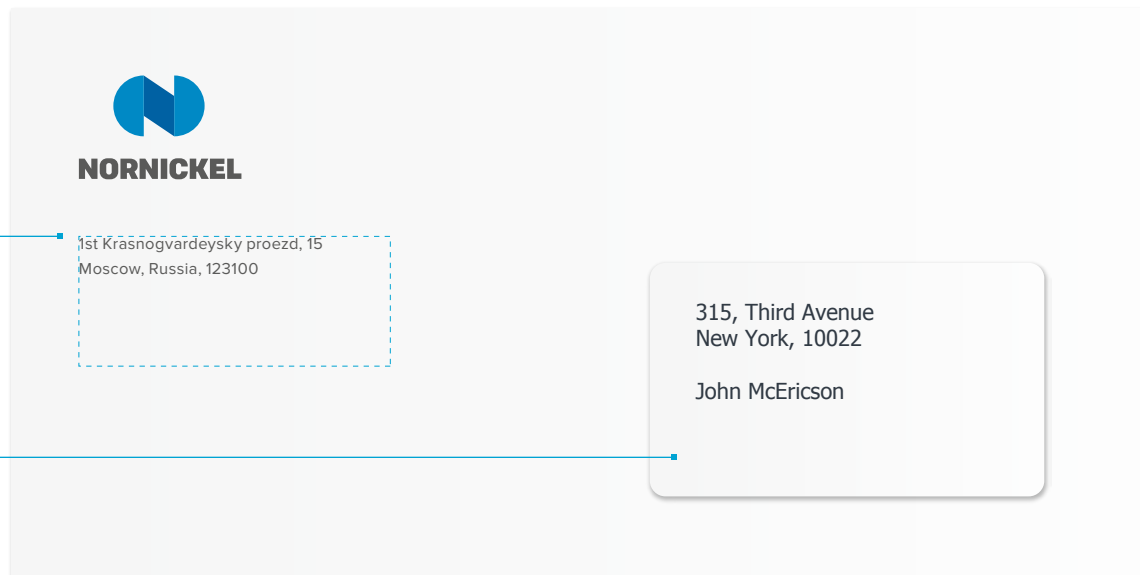 NORNICKEL
1st Krasnogvardeysky proezd, 15
Moscow, Russia, 123100
315, Third Avenue
New York, 10022
John McEricson